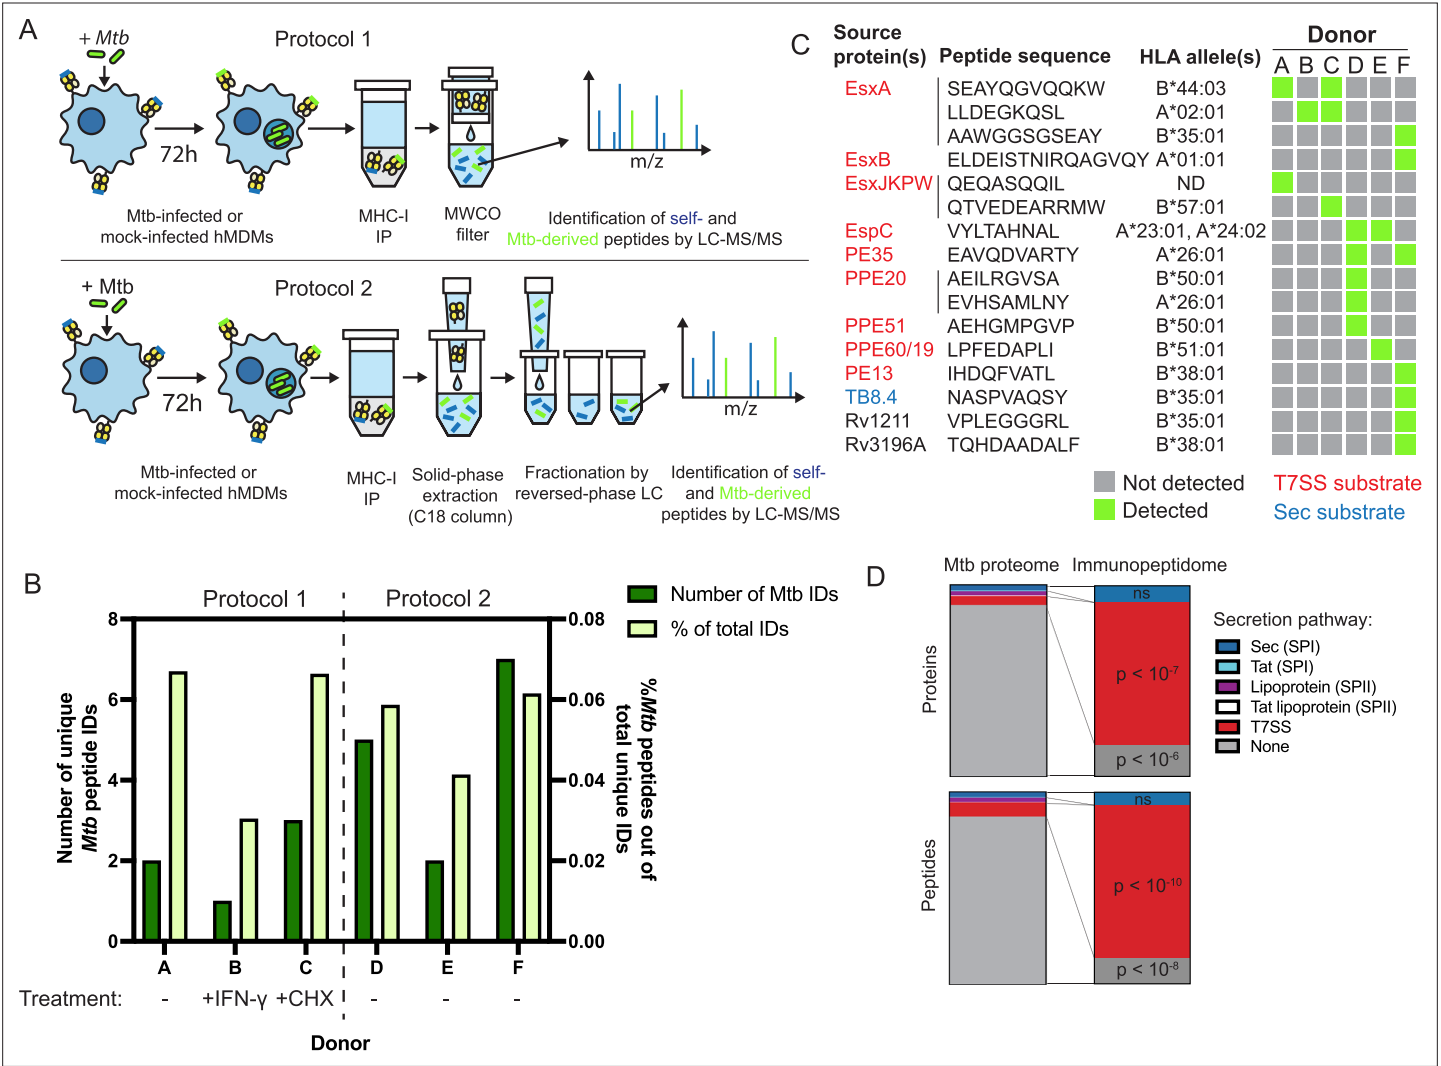 A
+ Mtb
Protocol 1
72h
m/z
Mtb-infected or
mock-infected hMDMs
MHC-I
IP
MWCO
filter
Identification of self- and
Mtb-derived peptides by LC-MS/MS
+ Mtb
Protocol 2
72h
m/z
Mtb-infected or
mock-infected hMDMs
MHC-I
IP
Solid-phase
extraction
(C18 column)
Fractionation by
reversed-phase LC
Identification of self-
and Mtb-derived
peptides by LC-MS/MS
C
Source
protein(s)
Peptide sequence
HLA allele(s)
Donor
A B C D E F
EsxA SEAYQGVQQKW B*44:03
LLDEGKQSL A*02:01
AAWGGSGSEAY B*35:01
EsxB ELDEISTNIRQAGVQY A*01:01
EsxJKPW QEQASQQIL ND
QTVEDEARRMW B*57:01
EspC VYLTAHNAL A*23:01, A*24:02
PE35 EAVQDVARTY A*26:01
PPE20 AEILRGVSA B*50:01
EVHSAMLNY A*26:01
PPE51 AEHGMPGVP B*50:01
PPE60/19 LPFEDAPLI B*51:01
PE13 IHDQFVATL B*38:01
TB8.4 NASPVAQSY B*35:01
Rv1211 VPLEGGGRL B*35:01
Rv3196A TQHDAADALF B*38:01
Not detected
Detected
T7SS substrate
Sec substrate
B
Protocol 1
Protocol 2
Number of Mtb IDs
% of total IDs
Number of unique
Mtb peptide IDs
8
6
4
2
0
0.08
0.06
0.04
0.02
0.00
%Mtb peptides out of
total unique IDs
A B C D E F
Treatment: - +IFN-γ +CHX - - -
Donor
D
Mtb proteome
Immunopeptidome
Proteins
ns
p < 10-7
p < 10-6
Peptides
ns
p < 10-10
p < 10-8
Secretion pathway:
Sec (SPI)
Tat (SPI)
Lipoprotein (SPII)
Tat lipoprotein (SPII)
T7SS
None